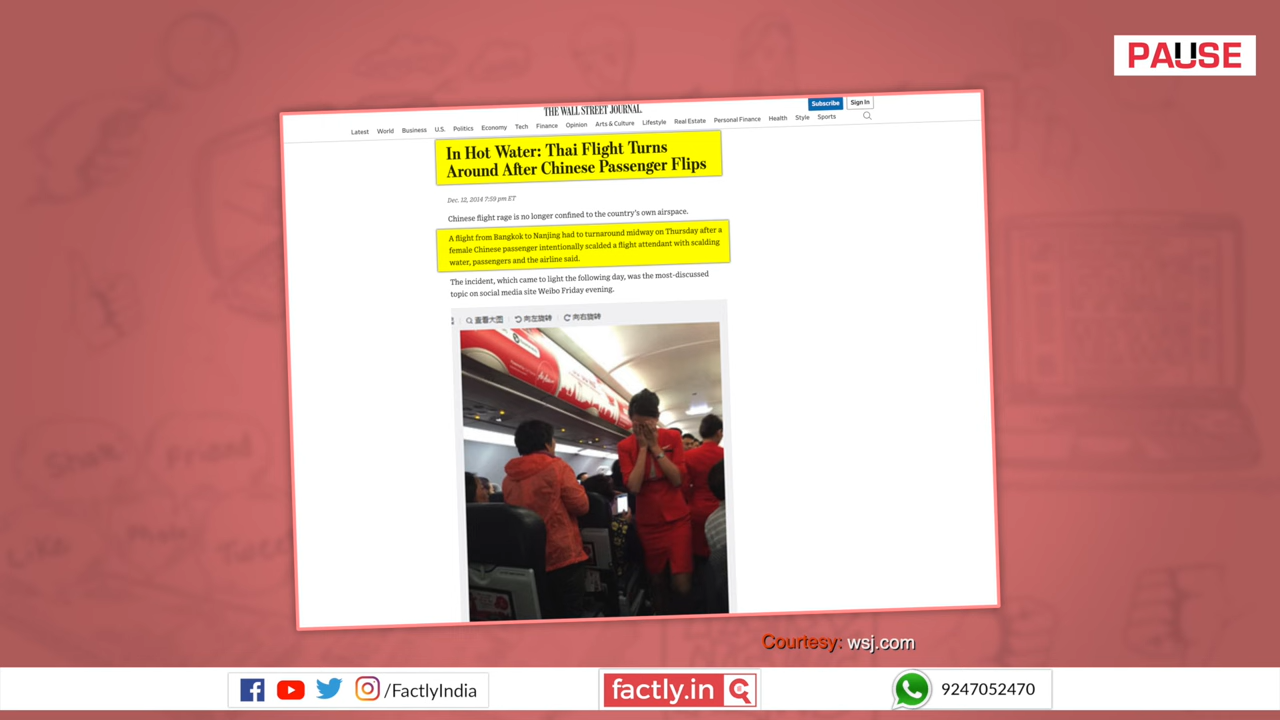 PAUSE
THE WALL STREET JOURNAL.
Subscribe
Sign In
Latest World Business U.S. Politics Economy Tech Finance Opinion Arts & Culture Lifestyle Real Estate Personal Finance Health Style Sports
In Hot Water: Thai Flight Turns
Around After Chinese Passenger Flips
Dec. 12, 2014 7:59 pm ET
Chinese flight rage is no longer confined to the country's own airspace.
A flight from Bangkok to Nanjing had to turnaround midway on Thursday after a
female Chinese passenger intentionally scalded a flight attendant with scalding
water, passengers and the airline said.
The incident, which came to light the following day, was the most-discussed
topic on social media site Weibo Friday evening.
查看大图 向左旋转 向右旋转
Courtesy: wsj.com
/FactlyIndia
factly.in
9247052470